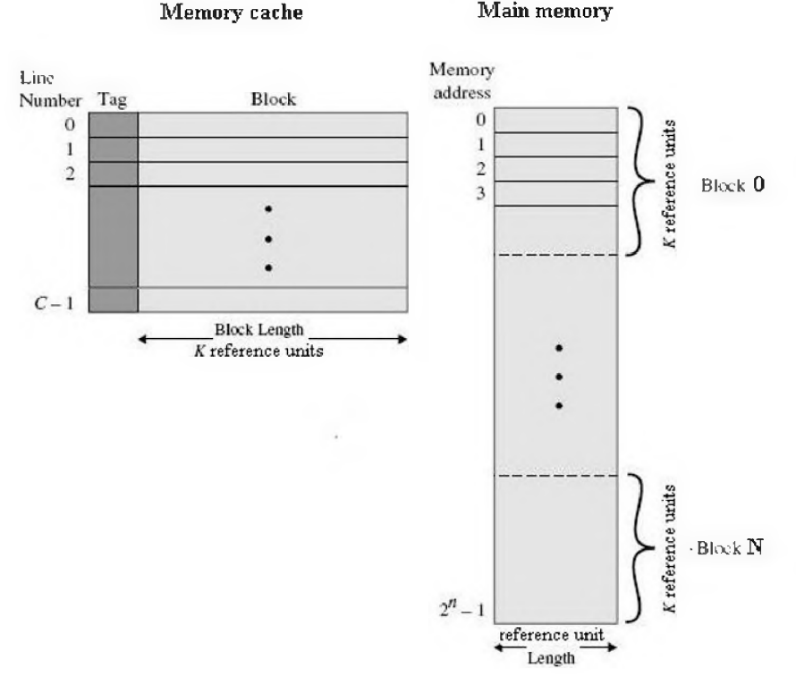 Memory cache
Line
Number Tag Block
0
1
2
C – 1
Block Length
K reference units
Main memory
Memory
address
0
1
2
3
2ⁿ – 1
K reference units
Block 0
K reference units
Block N
reference unit
Length